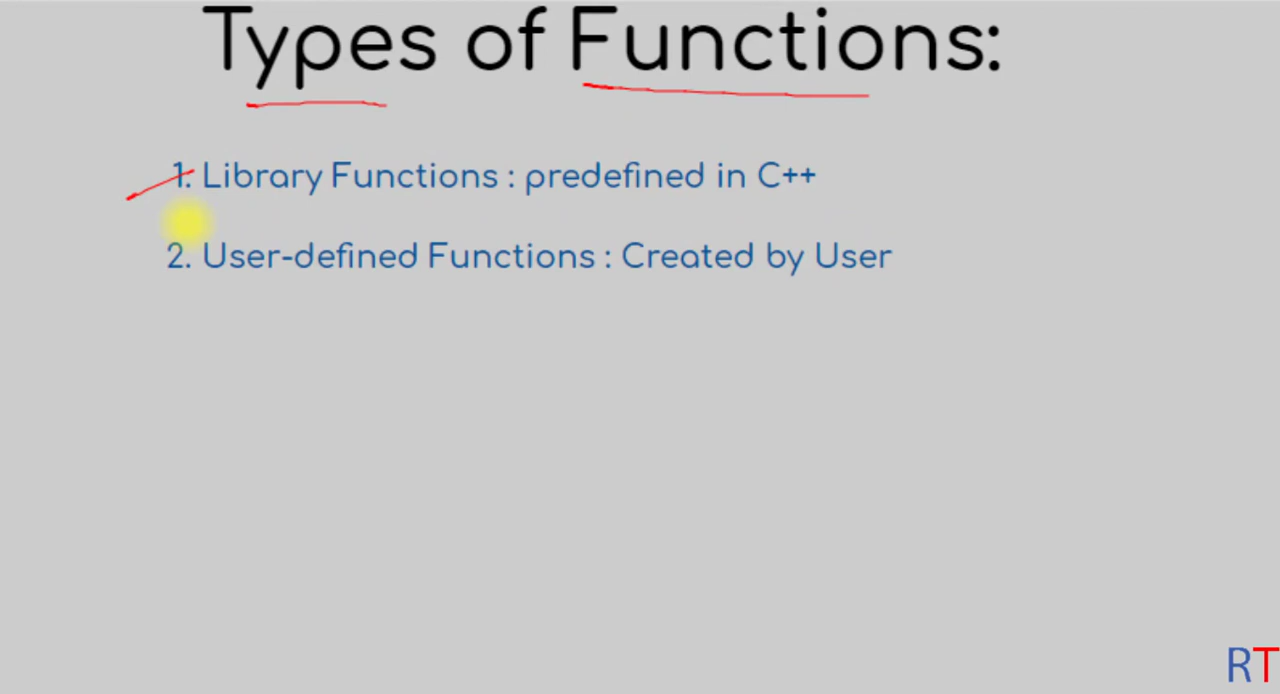 Types of Functions:
1. Library Functions : predefined in C++
2. User-defined Functions : Created by User
RT